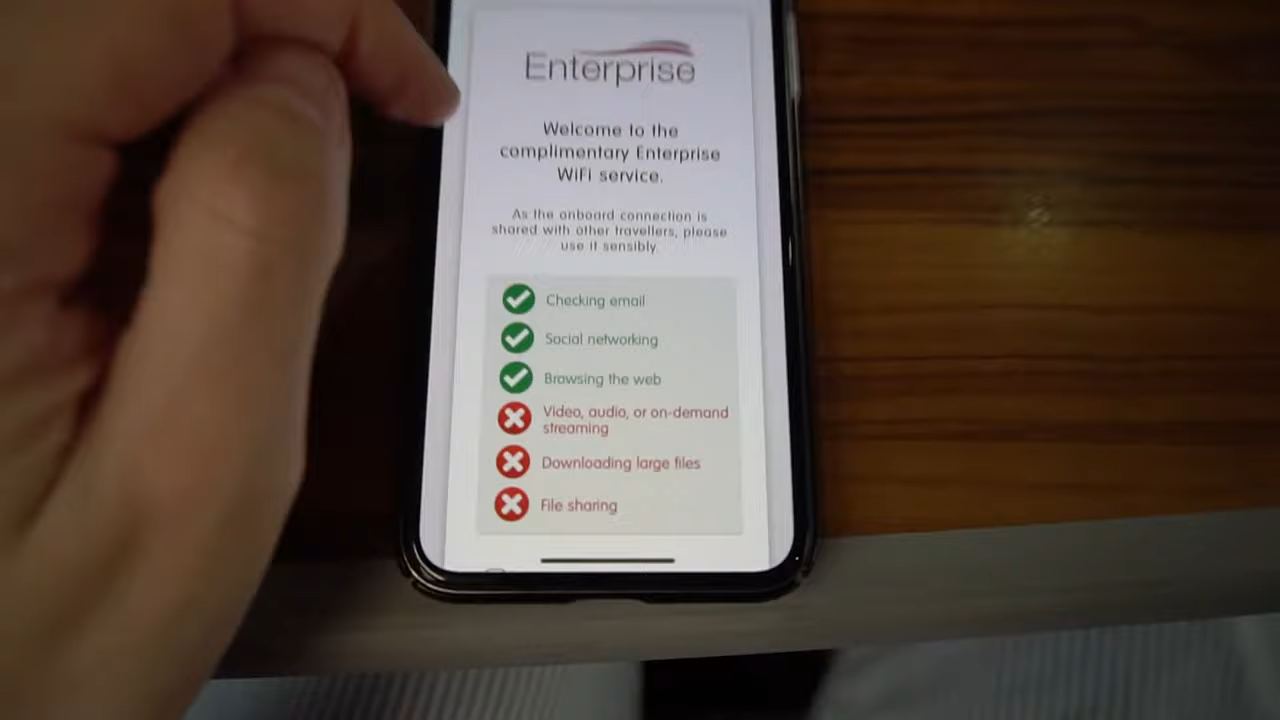 Enterprise
Welcome to the
complimentary Enterprise
WiFi service.
As the onboard connection is
shared with other travellers, please
use it sensibly.
Checking email
Social networking
Browsing the web
Video, audio, or on-demand
streaming
Downloading large files
File sharing